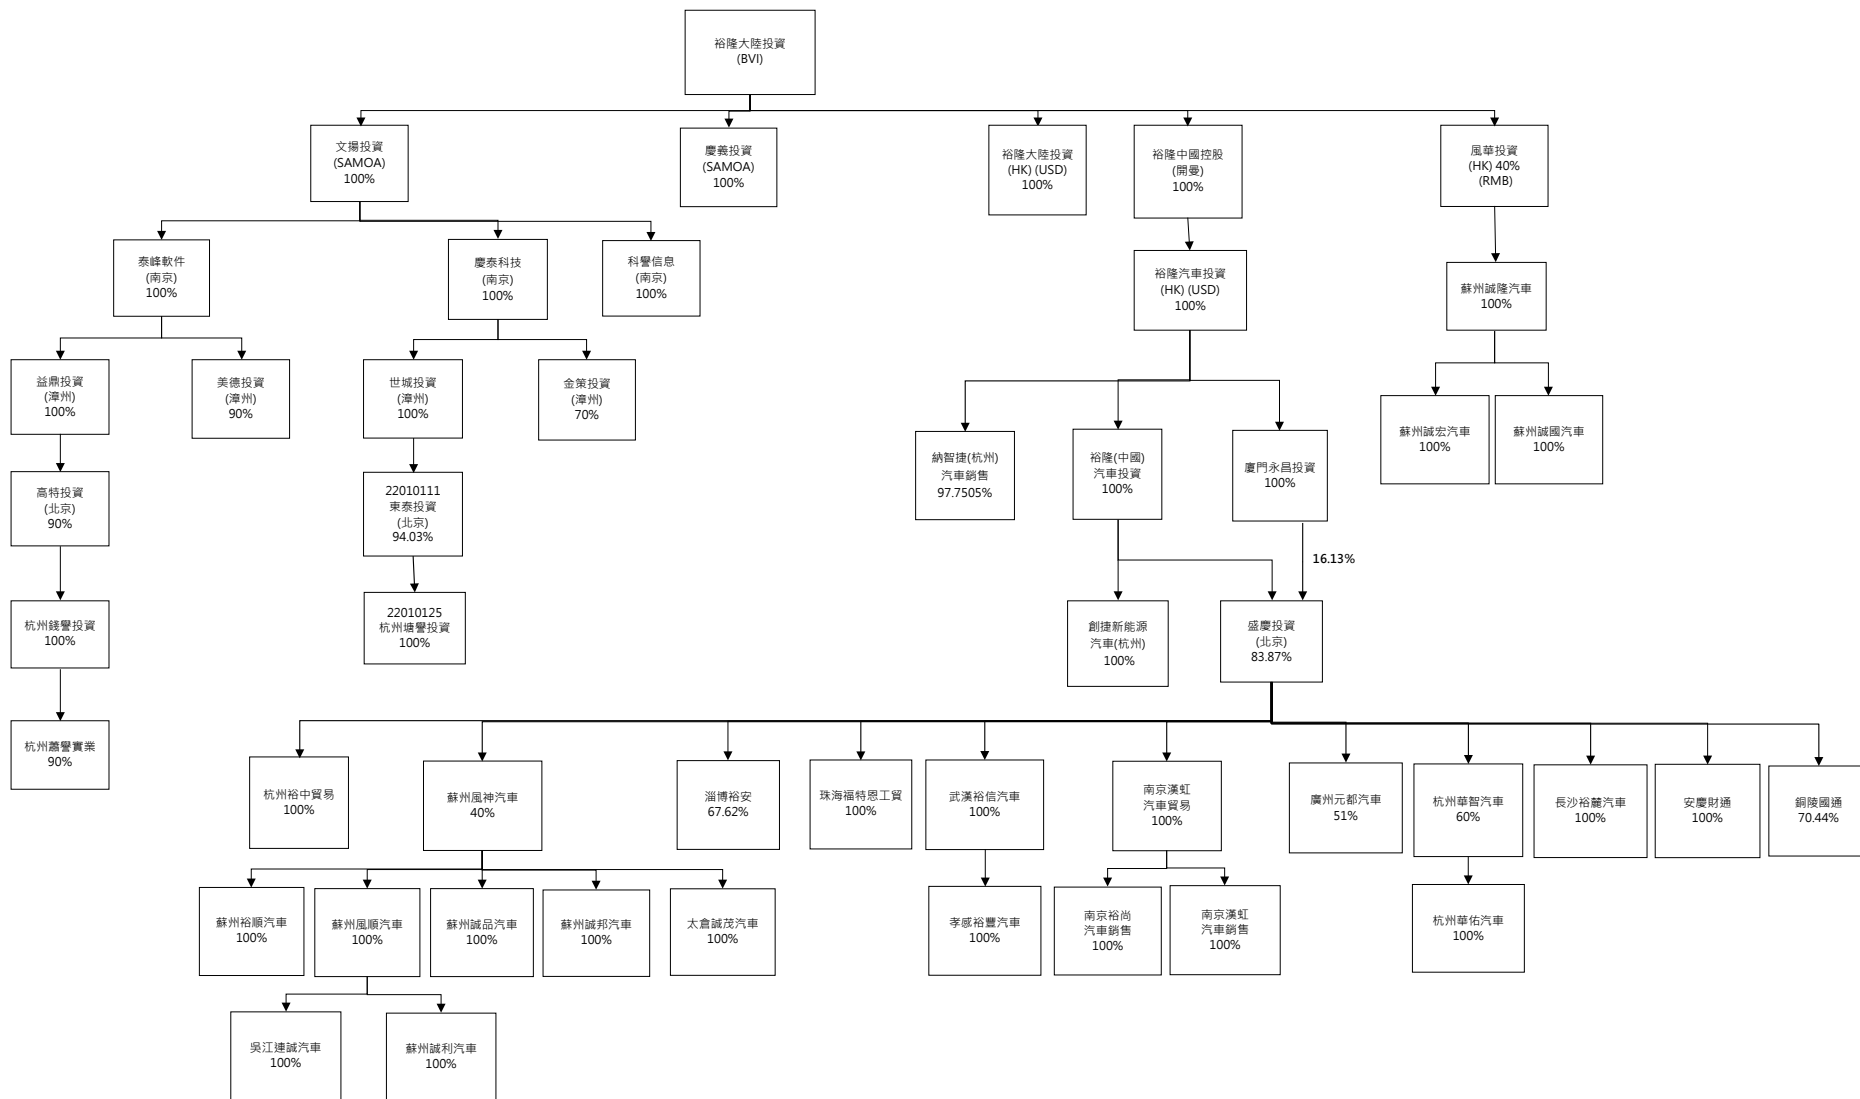 裕隆大陸投資
(BVI)
文揚投資
(SAMOA)
100%
慶義投資
(SAMOA)
100%
裕隆大陸投資
(HK) (USD)
100%
裕隆中國控股
(開曼)
100%
風華投資
(HK) 40%
(RMB)
泰峰軟件
(南京)
100%
慶泰科技
(南京)
100%
科譽信息
(南京)
100%
裕隆汽車投資
(HK) (USD)
100%
蘇州誠隆汽車
100%
益鼎投資
(漳州)
100%
美德投資
(漳州)
90%
世城投資
(漳州)
100%
金策投資
(漳州)
70%
蘇州誠宏汽車
100%
蘇州誠國汽車
100%
納智捷(杭州)
汽車銷售
97.7505%
裕隆(中國)
汽車投資
100%
廈門永昌投資
100%
高特投資
(北京)
90%
22010111
東泰投資
(北京)
94.03%
16.13%
杭州錢譽投資
100%
22010125
杭州塘譽投資
100%
創捷新能源
汽車(杭州)
100%
盛慶投資
(北京)
83.87%
杭州蕭譽實業
90%
杭州裕中貿易
100%
蘇州風神汽車
40%
淄博裕安
67.62%
珠海福特恩工貿
100%
武漢裕信汽車
100%
南京漢虹
汽車貿易
100%
廣州元都汽車
51%
杭州華智汽車
60%
長沙裕麓汽車
100%
安慶財通
100%
銅陵國通
70.44%
蘇州裕順汽車
100%
蘇州風順汽車
100%
蘇州誠品汽車
100%
蘇州誠邦汽車
100%
太倉誠茂汽車
100%
孝感裕豐汽車
100%
南京裕尚
汽車銷售
100%
南京漢虹
汽車銷售
100%
杭州華佑汽車
100%
吳江連誠汽車
100%
蘇州誠利汽車
100%